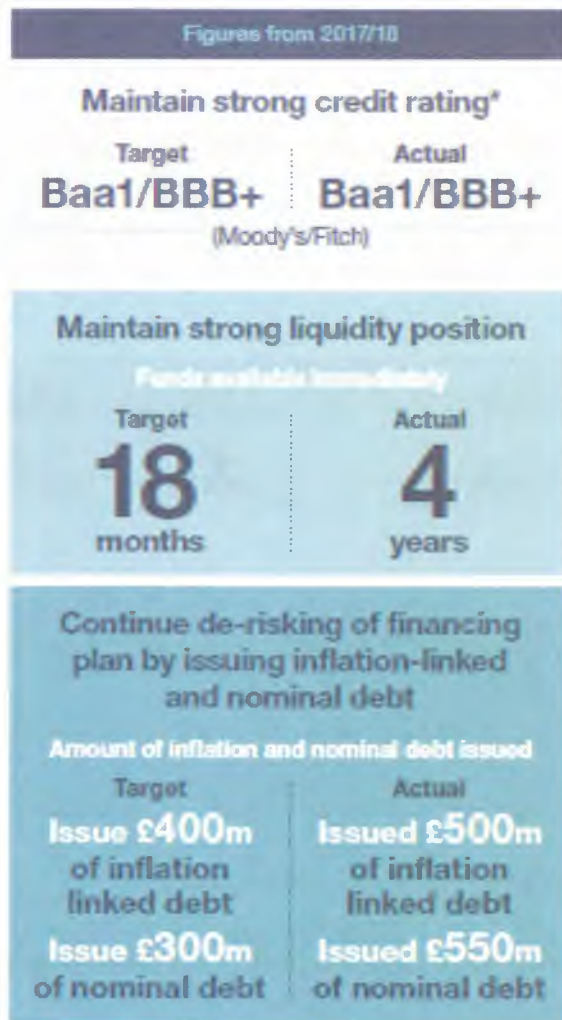 Figures from 2017/18
Maintain strong credit rating*
Target
Actual
Baa1/BBB+
Baa1/BBB+
(Moody's/Fitch)
Maintain strong liquidity position
Funds available immediately
Target
Actual
18
4
months
years
Continue de-risking of financing
plan by issuing inflation-linked
and nominal debt
Amount of inflation and nominal debt issued
Target
Issue £400m
of inflation
linked debt
Issue £300m
of nominal debt
Actual
Issued £500m
of inflation
linked debt
Issued £550m
of nominal debt